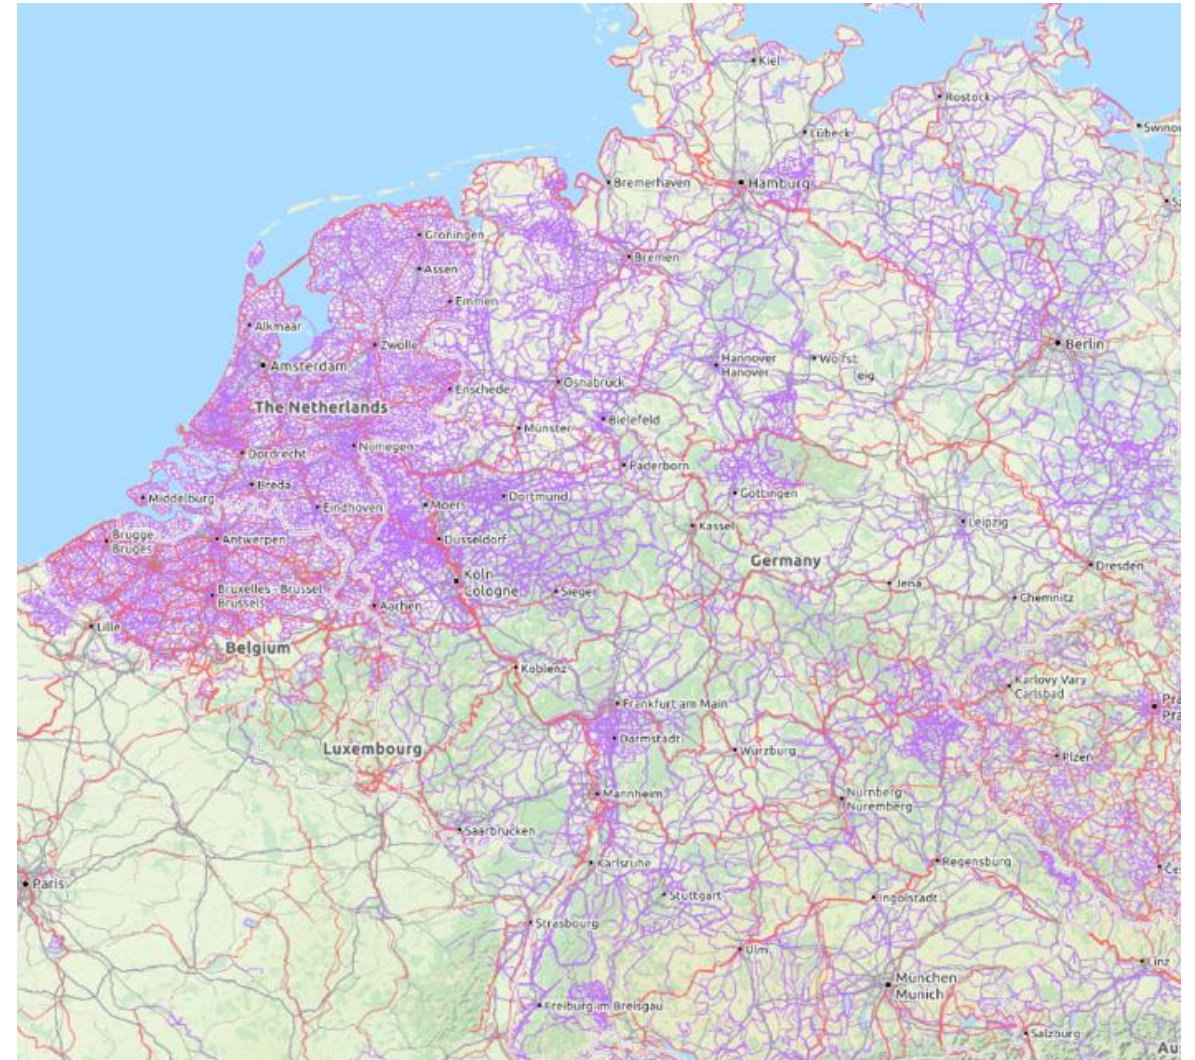 Kiel
Rostock
Lübeck
Swinou
Bremerhaven
Hamburg
Groningen
Bremen
Assen
Emmen
Alkmaar
Zwolle
Amsterdam
Berlin
Hannover
Hanover
Wolfst
eig
Osnabrück
Enschede
The Netherlands
Bielefeld
Münster
Nijmegen
Dordrecht
Paderborn
Breda
Göttingen
Middelburg
Eindhoven
Moers
Dortmund
Leipzig
Kassel
Brugge
Bruges
Antwerpen
Düsseldorf
Germany
Dresden
Köln
Cologne
Jena
Bruxelles - Brussel
Brussels
Siegen
Chemnitz
Aachen
Lille
Belgium
Koblenz
Karlovy Vary
Carlsbad
Pra
Pra
Frankfurt am Main
Darmstadt
Luxembourg
Würzburg
Plzen
Mannheim
Nürnberg
Nuremberg
Saarbrücken
Karlsruhe
Regensburg
Paris
Stuttgart
Ingolstadt
Strasbourg
Ulm
Linz
München
Munich
Freiburg im Breisgau
Salzburg
Au